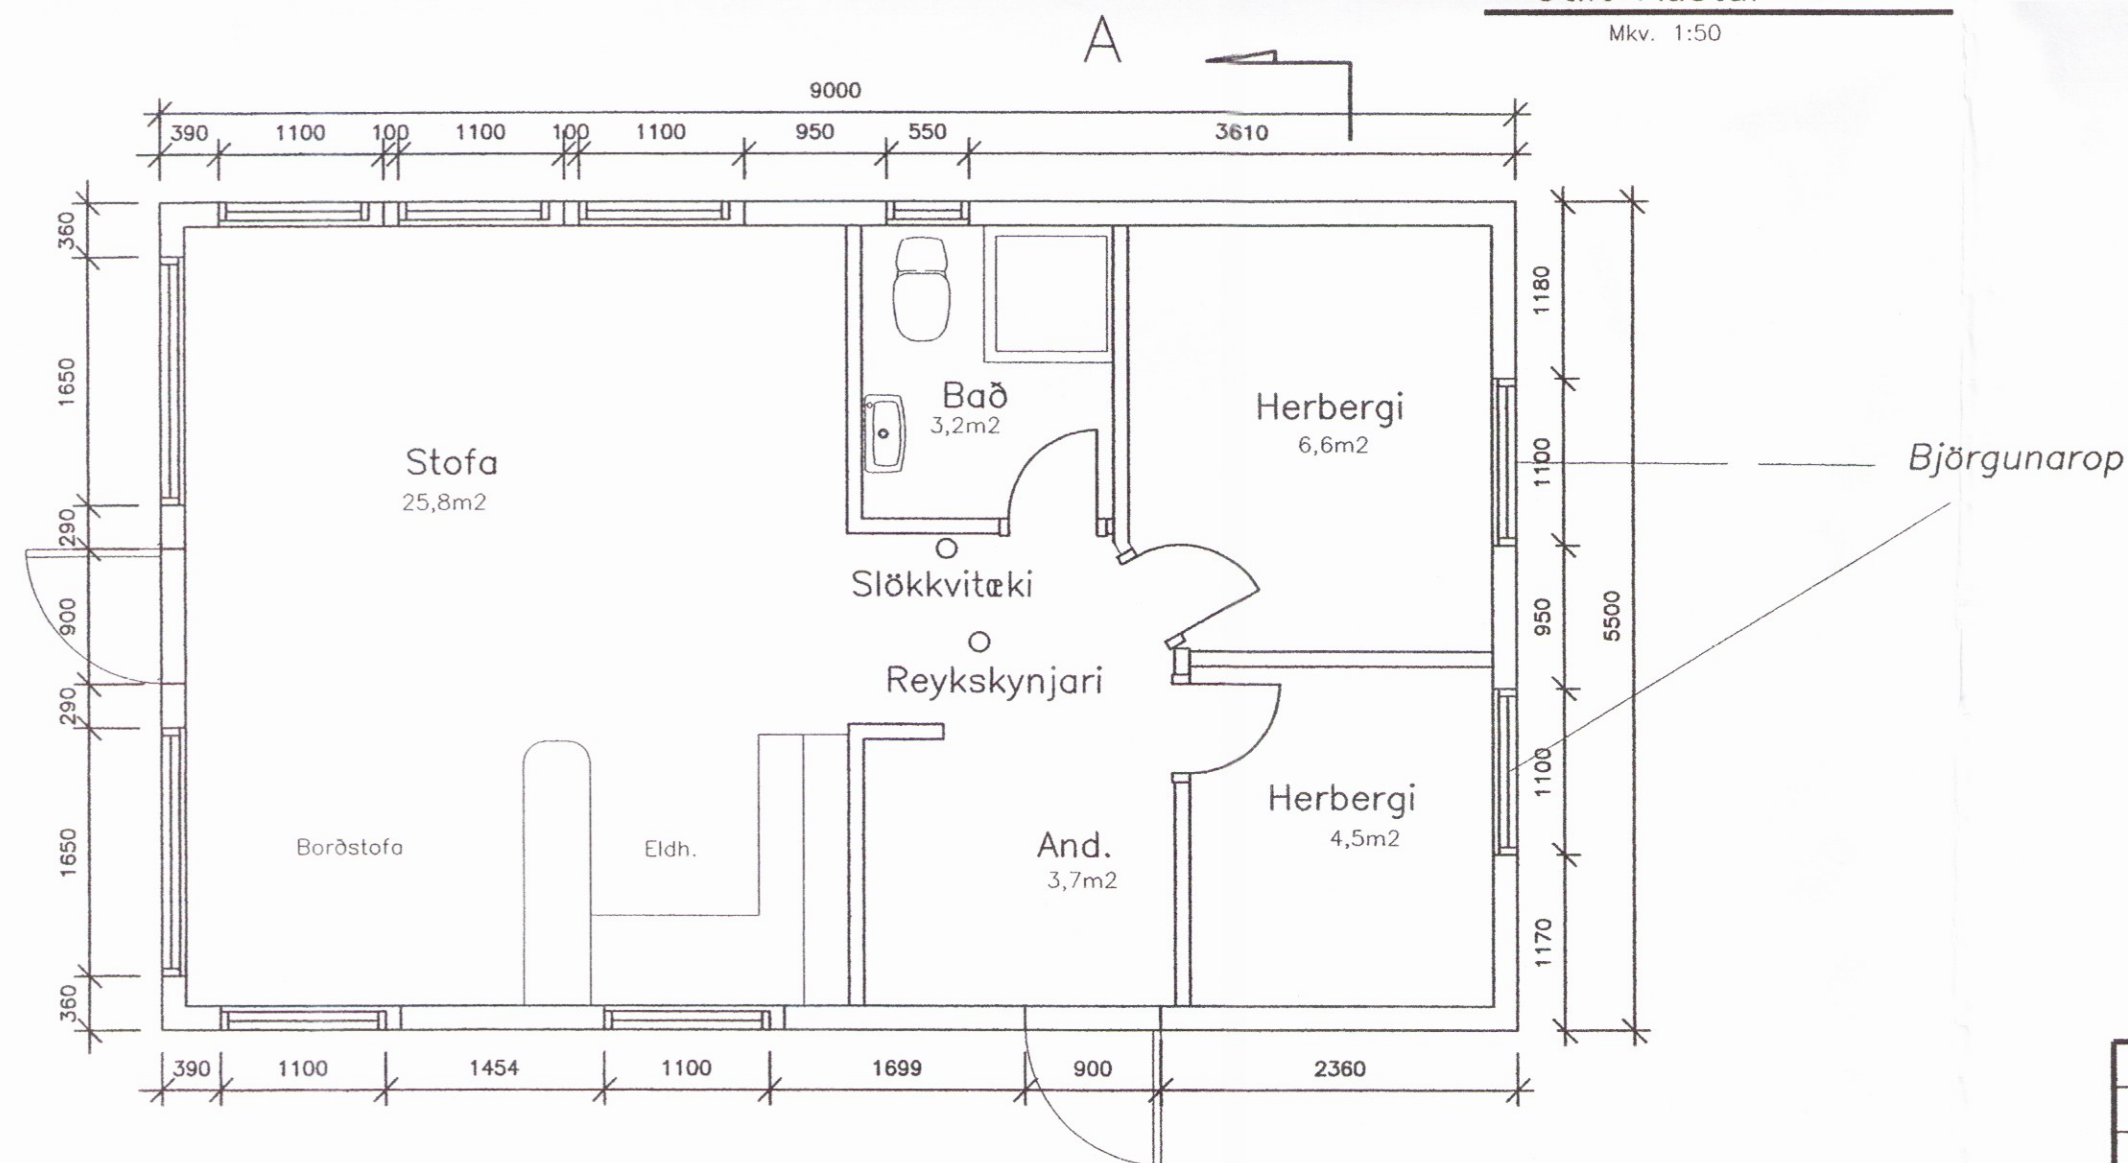 Mkv. 1:50
A
9000
390 1100 100 1100 100 1100 950 550 3610
360
1650
290
900
290
1650
360
1180
1100
950
1100
1170
5500
Stofa
25,8m2
Bað
3,2m2
Herbergi
6,6m2
Björgunarop
Slökkvitæki
Reykskynjari
Herbergi
4,5m2
Borðstofa
Eldh.
And.
3,7m2
390 1100 1454 1100 1699 900 2360